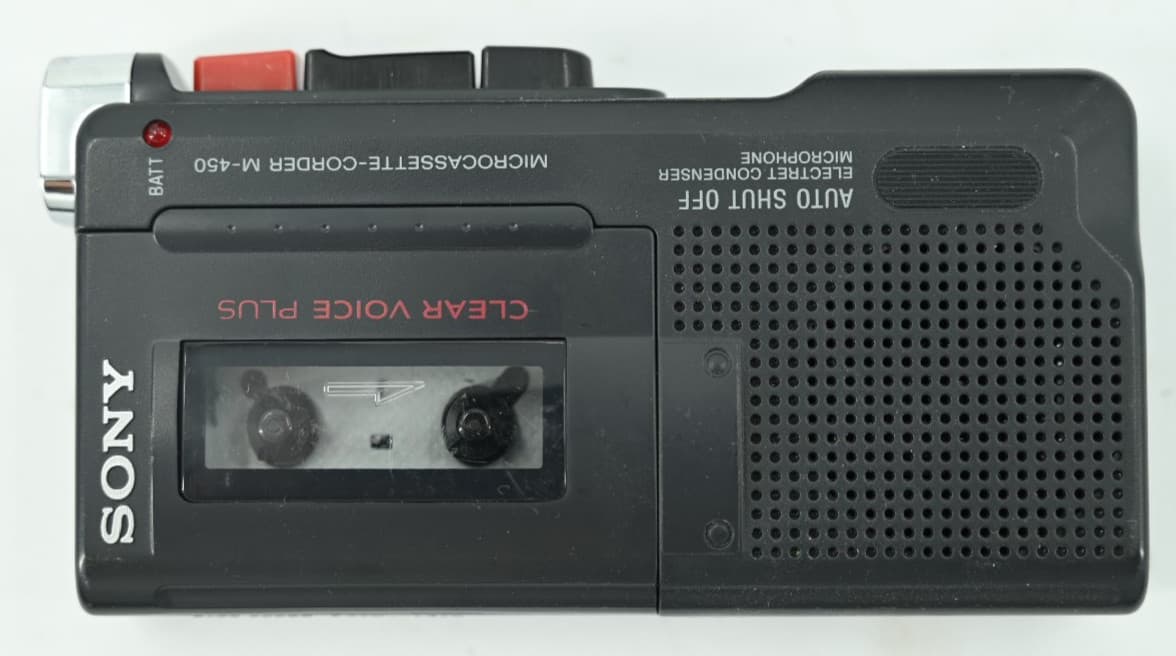 BATT
MICROCASSETTE-CORDER M-450
AUTO SHUT OFF
ELECTRET CONDENSER
MICROPHONE
CLEAR VOICE PLUS
SONY